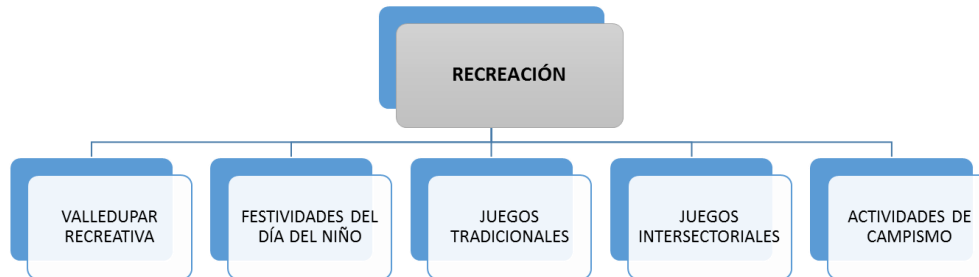 RECREACIÓN
VALLEDUPAR
RECREATIVA
FESTIVIDADES DEL
DÍA DEL NIÑO
JUEGOS
TRADICIONALES
JUEGOS
INTERSECTORIALES
ACTIVIDADES DE
CAMPISMO